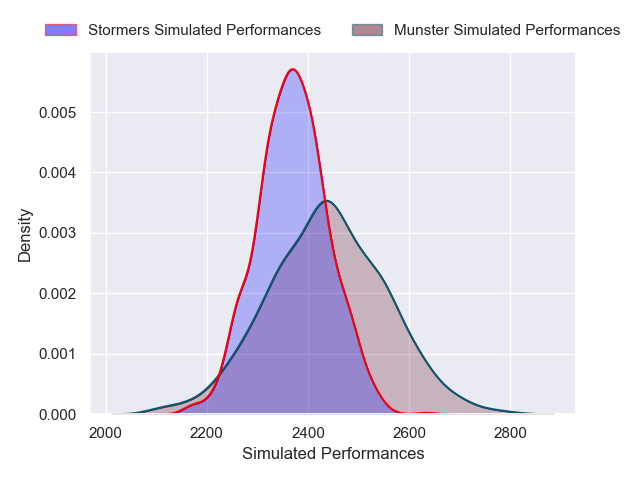 Stormers Simulated Performances Munster Simulated Performances
0.005
0.004
0.003
0.002
0.001
0.000
Density
2000 2200 2400 2600 2800
Simulated Performances